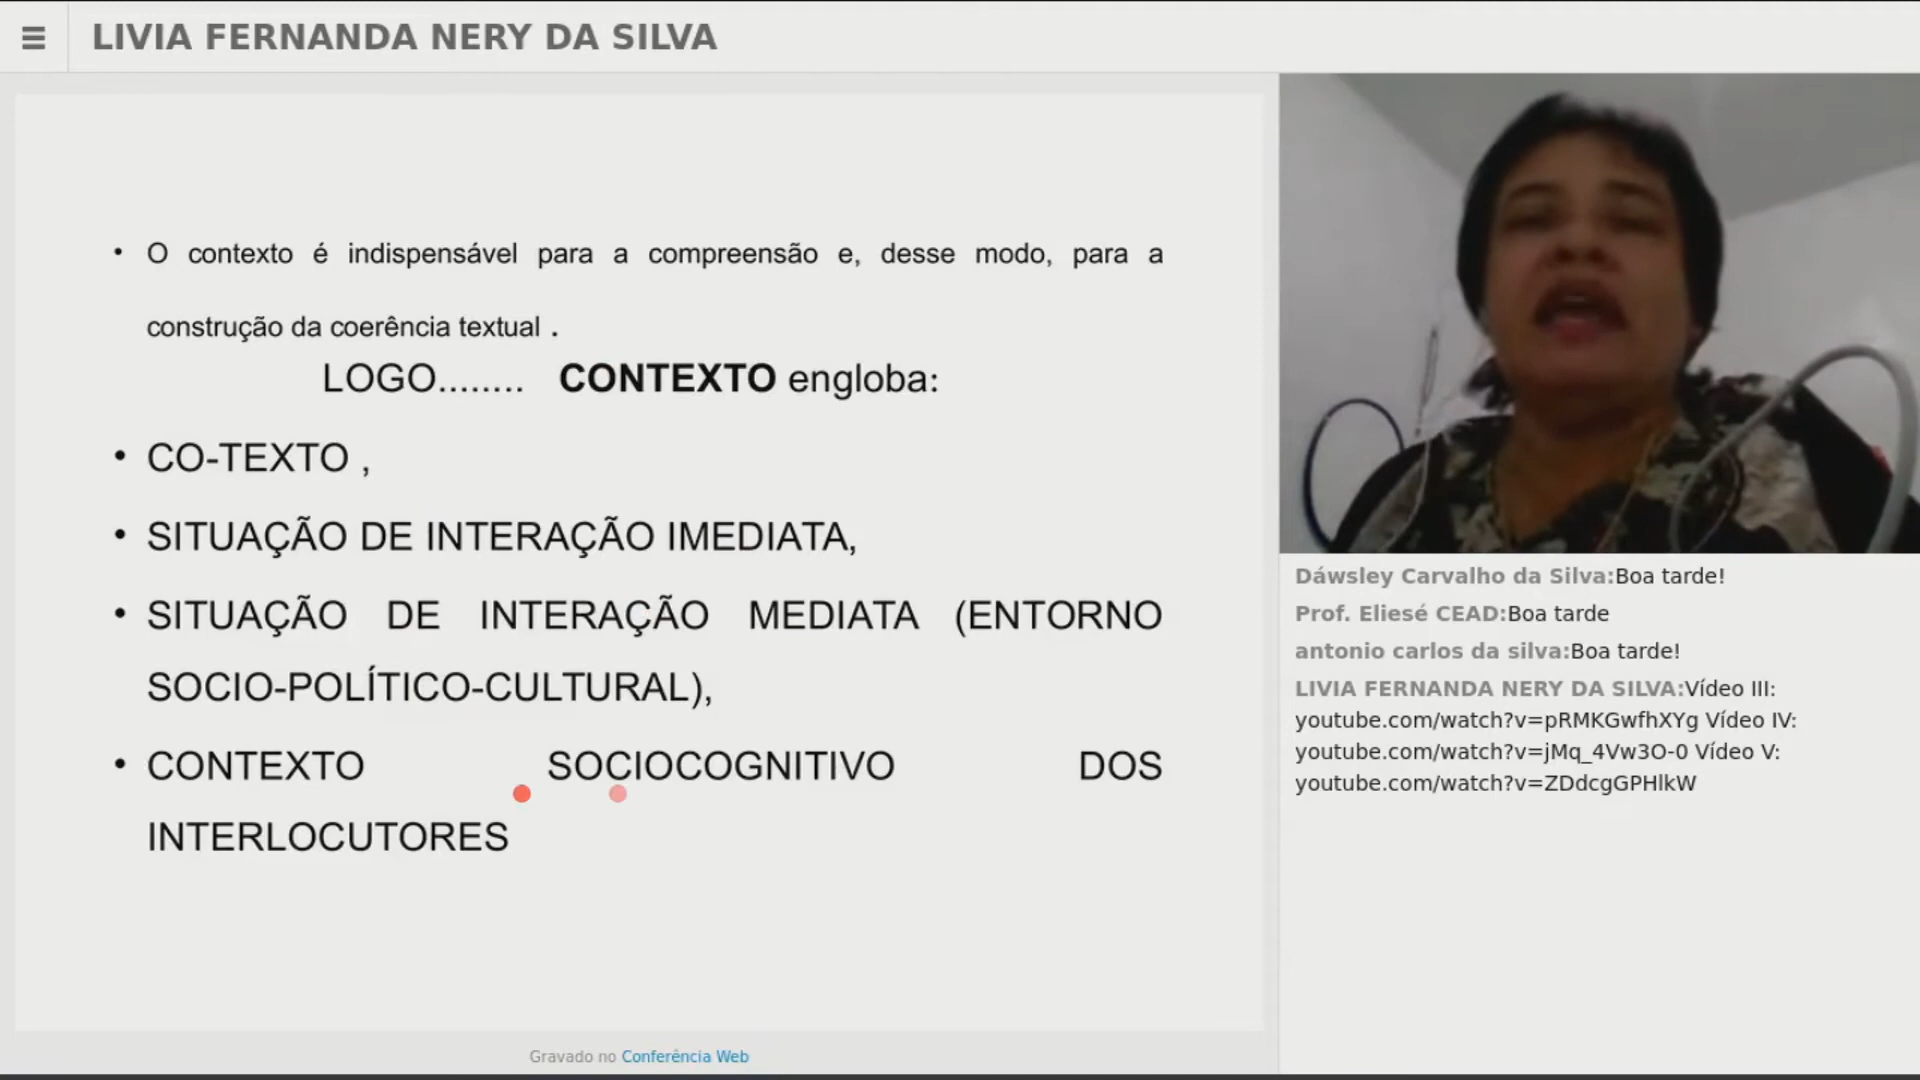 LIVIA FERNANDA NERY DA SILVA
• O contexto é indispensável para a compreensão e, desse modo, para a
construção da coerência textual .
LOGO........ CONTEXTO engloba:
• CO-TEXTO ,
• SITUAÇÃO DE INTERAÇÃO IMEDIATA,
• SITUAÇÃO DE INTERAÇÃO MEDIATA (ENTORNO
SOCIO-POLÍTICO-CULTURAL),
• CONTEXTO SOCIOCOGNITIVO DOS
INTERLOCUTORES
Dáwsley Carvalho da Silva:Boa tarde!
Prof. Eliesé CEAD:Boa tarde
antonio carlos da silva:Boa tarde!
LIVIA FERNANDA NERY DA SILVA:Vídeo III:
youtube.com/watch?v=pRMKGwfhXYg Vídeo IV:
youtube.com/watch?v=jMq_4Vw3O-0 Vídeo V:
youtube.com/watch?v=ZDdcgGPHlkW
Gravado no Conferência Web